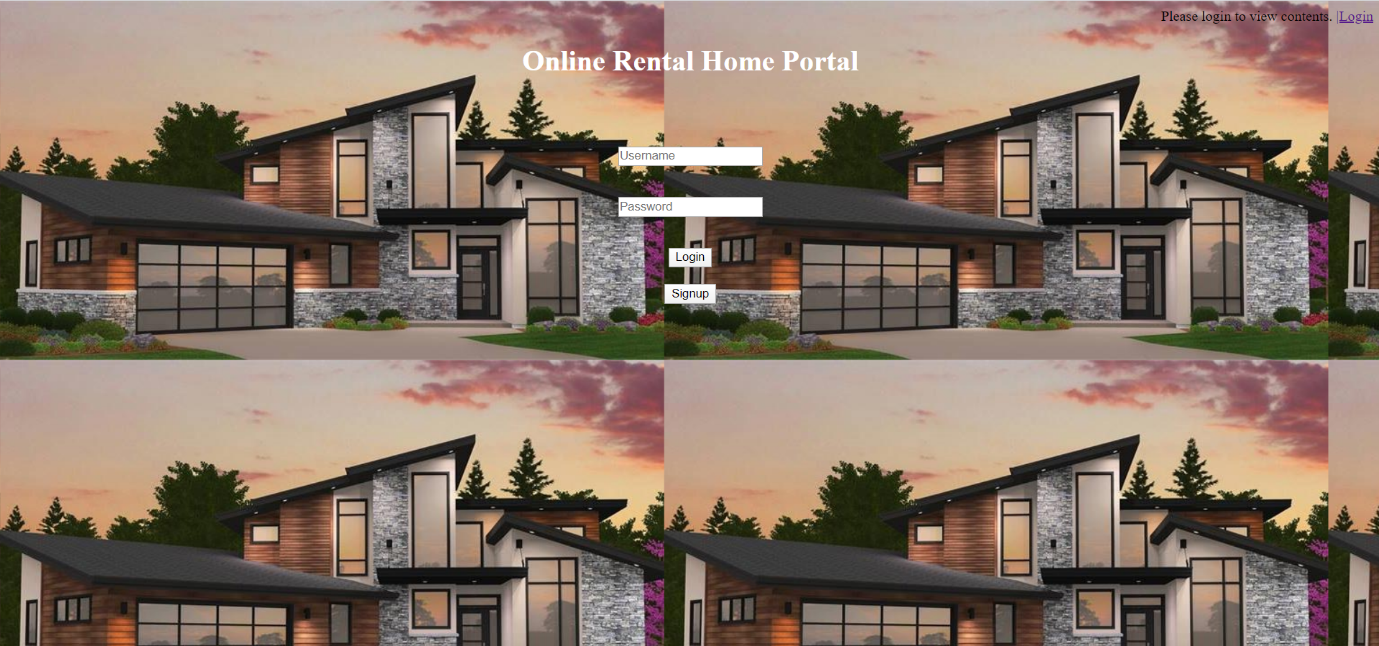 Please login to view contents. |Login
Online Rental Home Portal
Username
Password
Login
Signup